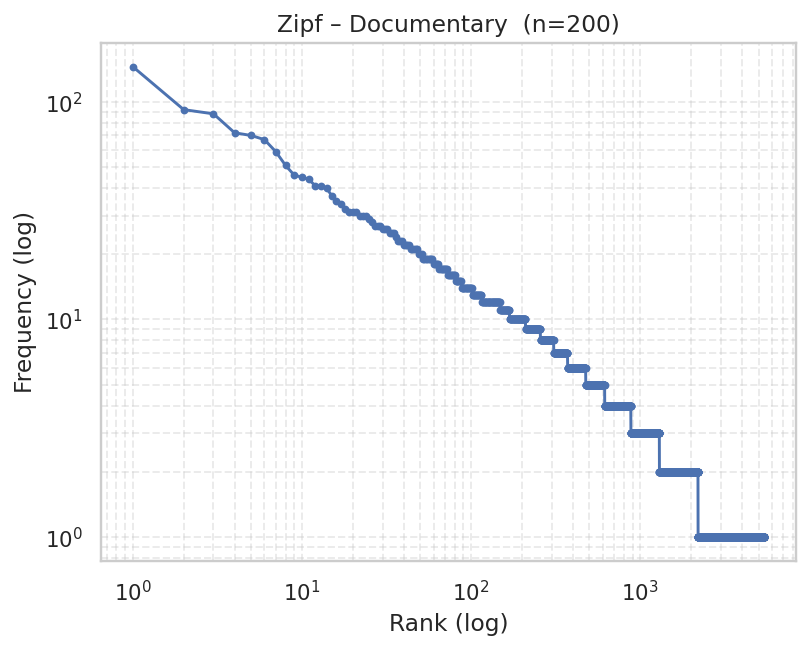 Zipf – Documentary (n=200)
Frequency (log)
10²
10¹
10⁰
10⁰ 10¹ 10² 10³
Rank (log)